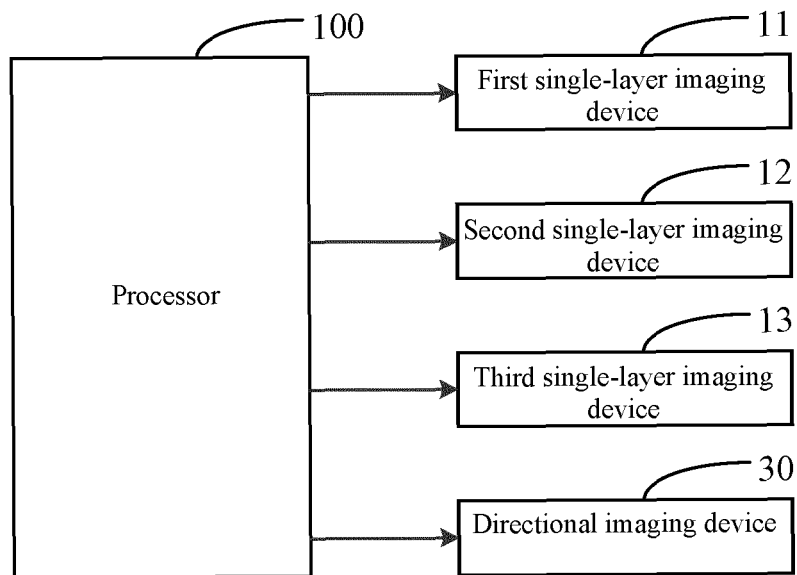 100
11
First single-layer imaging
device
12
Second single-layer imaging
device
Processor
13
Third single-layer imaging
device
30
Directional imaging device